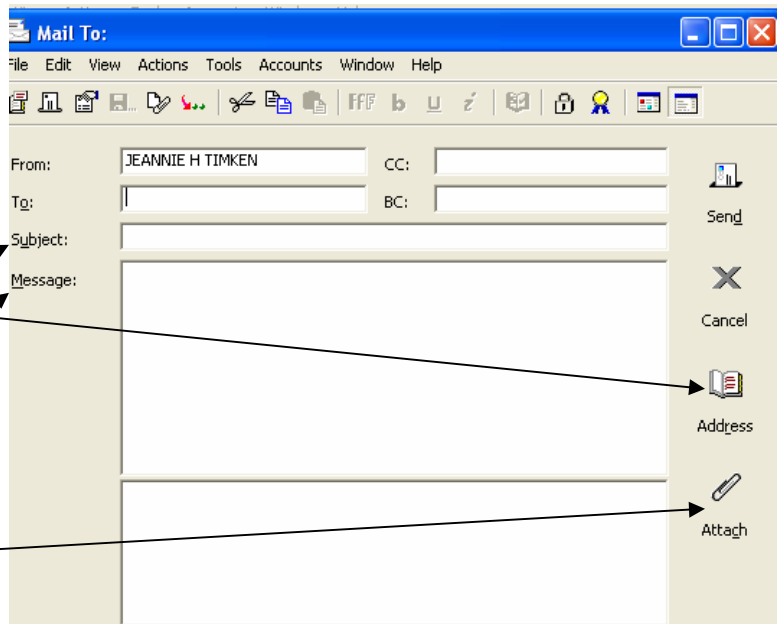 Mail To:
File Edit View Actions Tools Accounts Window Help
FFF b u i
From: JEANNIE H TIMKEN CC:
To: BC:
Send
Subject:
Message:
Cancel
Address
Attach